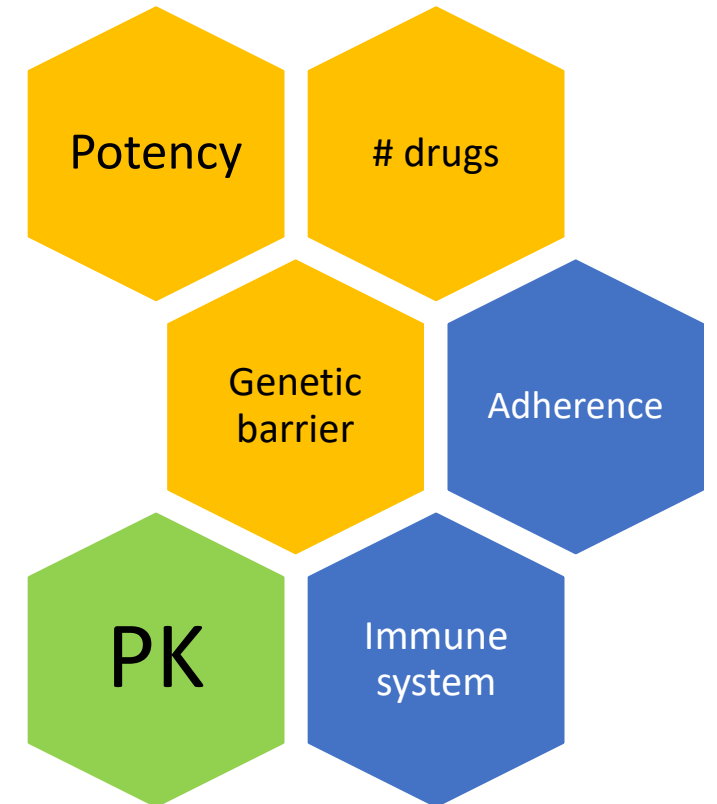 Potency
# drugs
Genetic
barrier
Adherence
PK
Immune
system